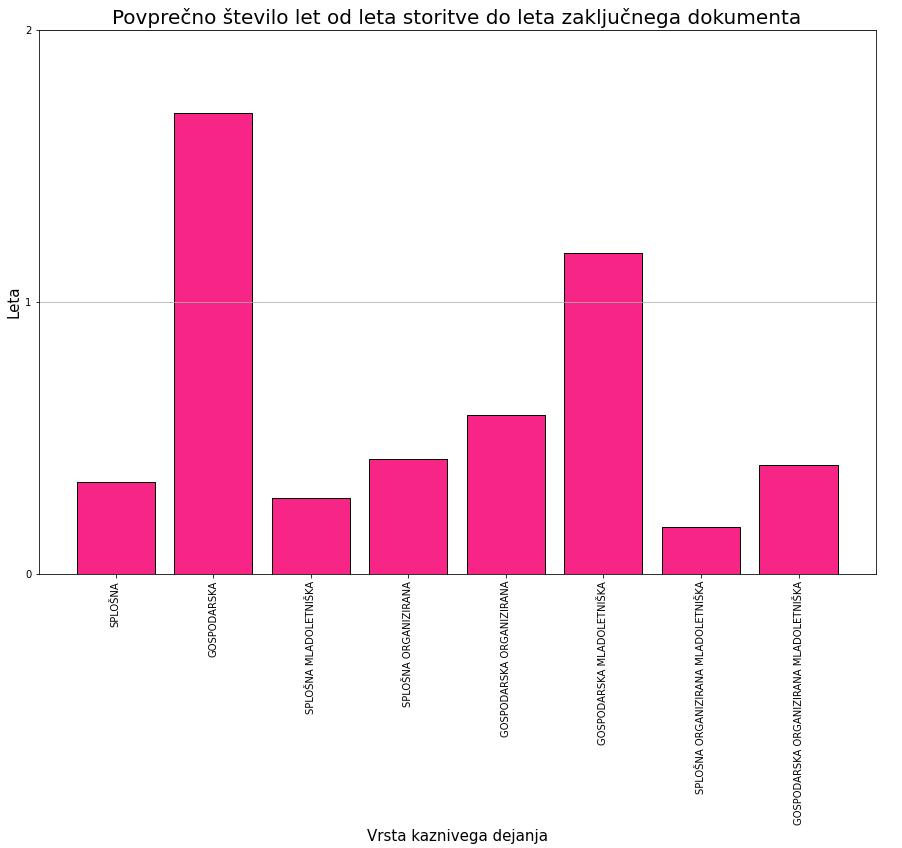 Povprečno število let od leta storitve do leta zaključnega dokumenta
2
1
0
Leta
SPLOŠNA
GOSPODARSKA
SPLOŠNA MLADOLETNIŠKA
SPLOŠNA ORGANIZIRANA
GOSPODARSKA ORGANIZIRANA
GOSPODARSKA MLADOLETNIŠKA
SPLOŠNA ORGANIZIRANA MLADOLETNIŠKA
GOSPODARSKA ORGANIZIRANA MLADOLETNIŠKA
Vrsta kaznivega dejanja